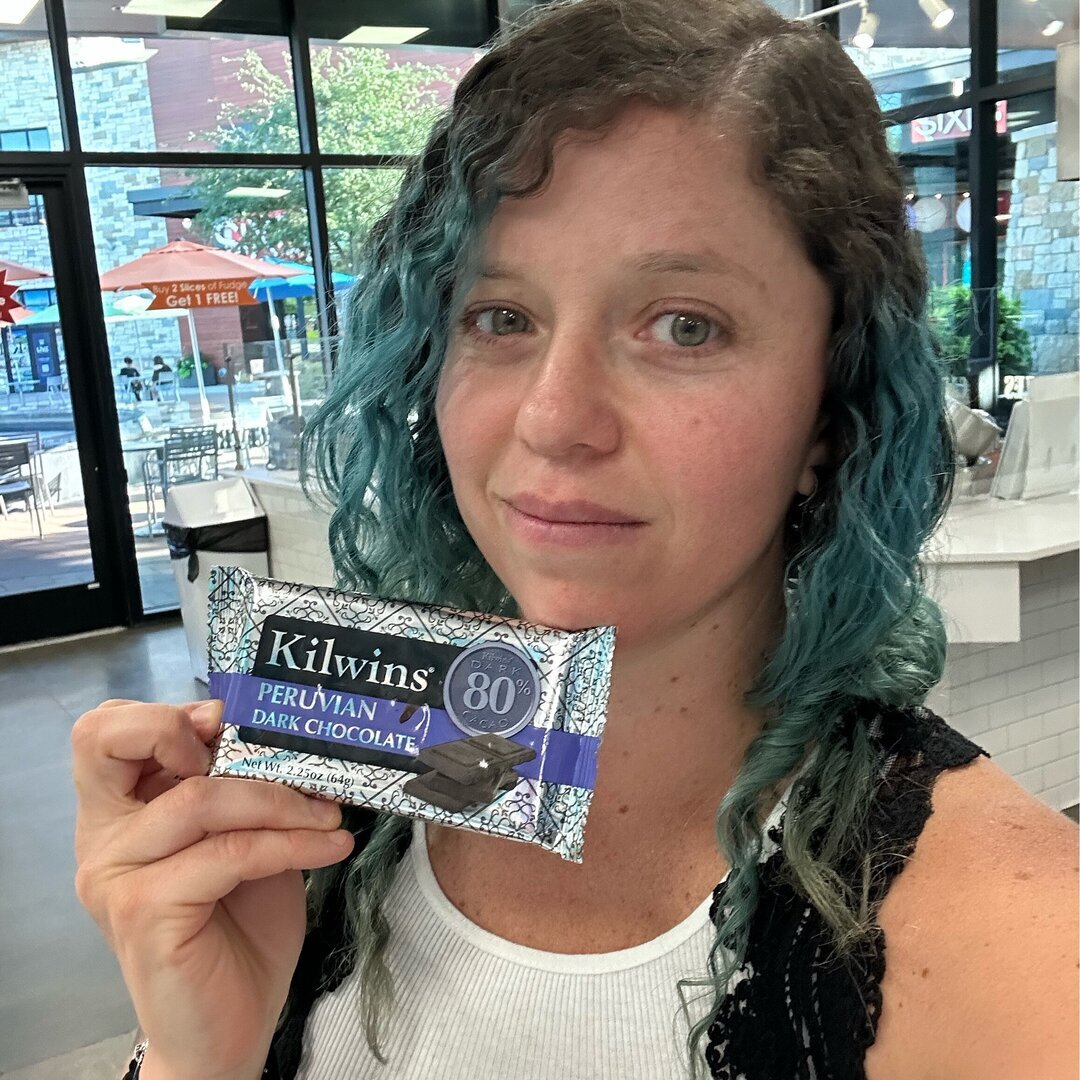 Buy 2 Slices of Fudge
Get 1 FREE!
Kilwins®
PERUVIAN
DARK CHOCOLATE
Net Wt. 2.25oz (64g)
DARK
80%
CACAO